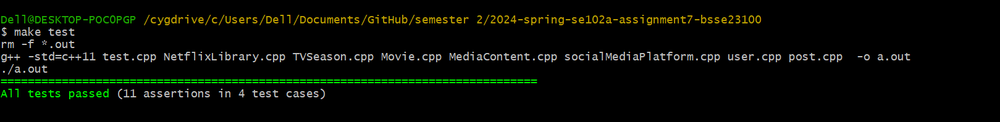 Dell@DESKTOP-POC0PGP /cygdrive/c/Users/Dell/Documents/GitHub/semester 2/2024-spring-se102a-assignment7-bsse23100
$ make test
rm -f *.out
g++ -std=c++11 test.cpp NetflixLibrary.cpp TVSeason.cpp Movie.cpp MediaContent.cpp socialMediaPlatform.cpp user.cpp post.cpp  -o a.out
./a.out
===============================================================================
All tests passed (11 assertions in 4 test cases)